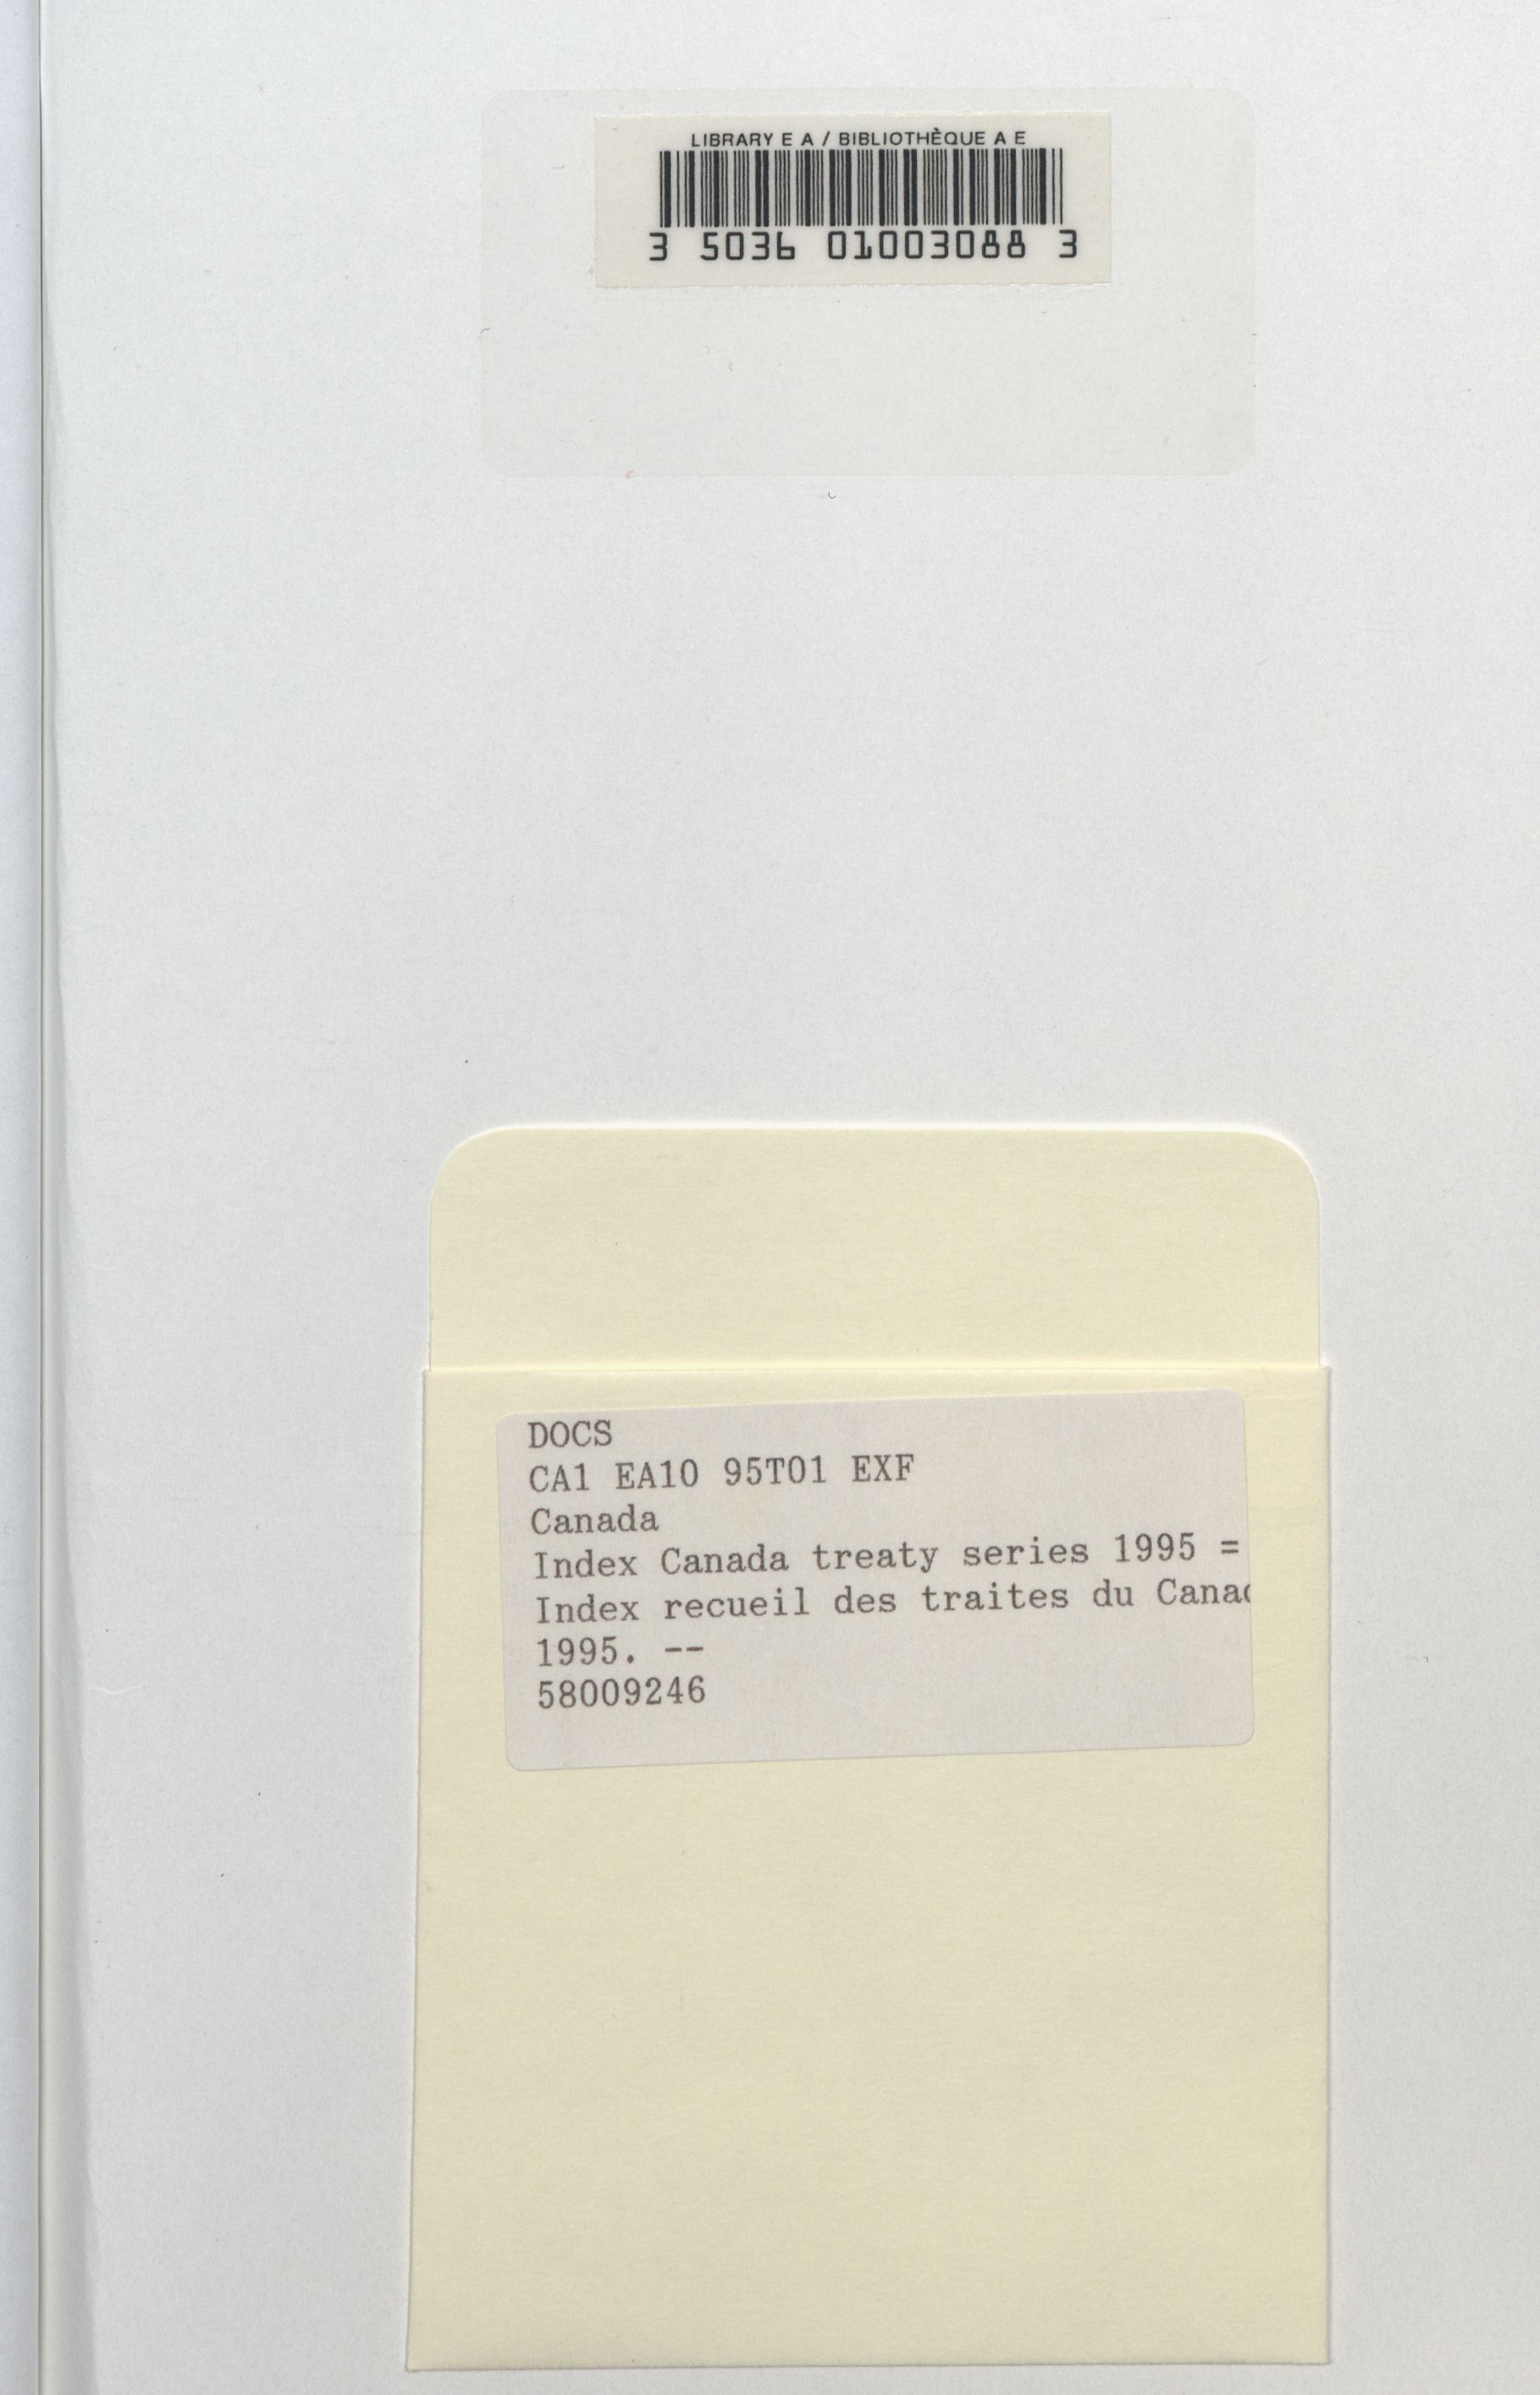 LIBRARY E A / BIBLIOTHÈQUE A E
3 5036 01003088 3
DOCS
CA1 EA10 95T01 EXF
Canada
Index Canada treaty series 1995 =
Index recueil des traites du Canad
1995. --
58009246